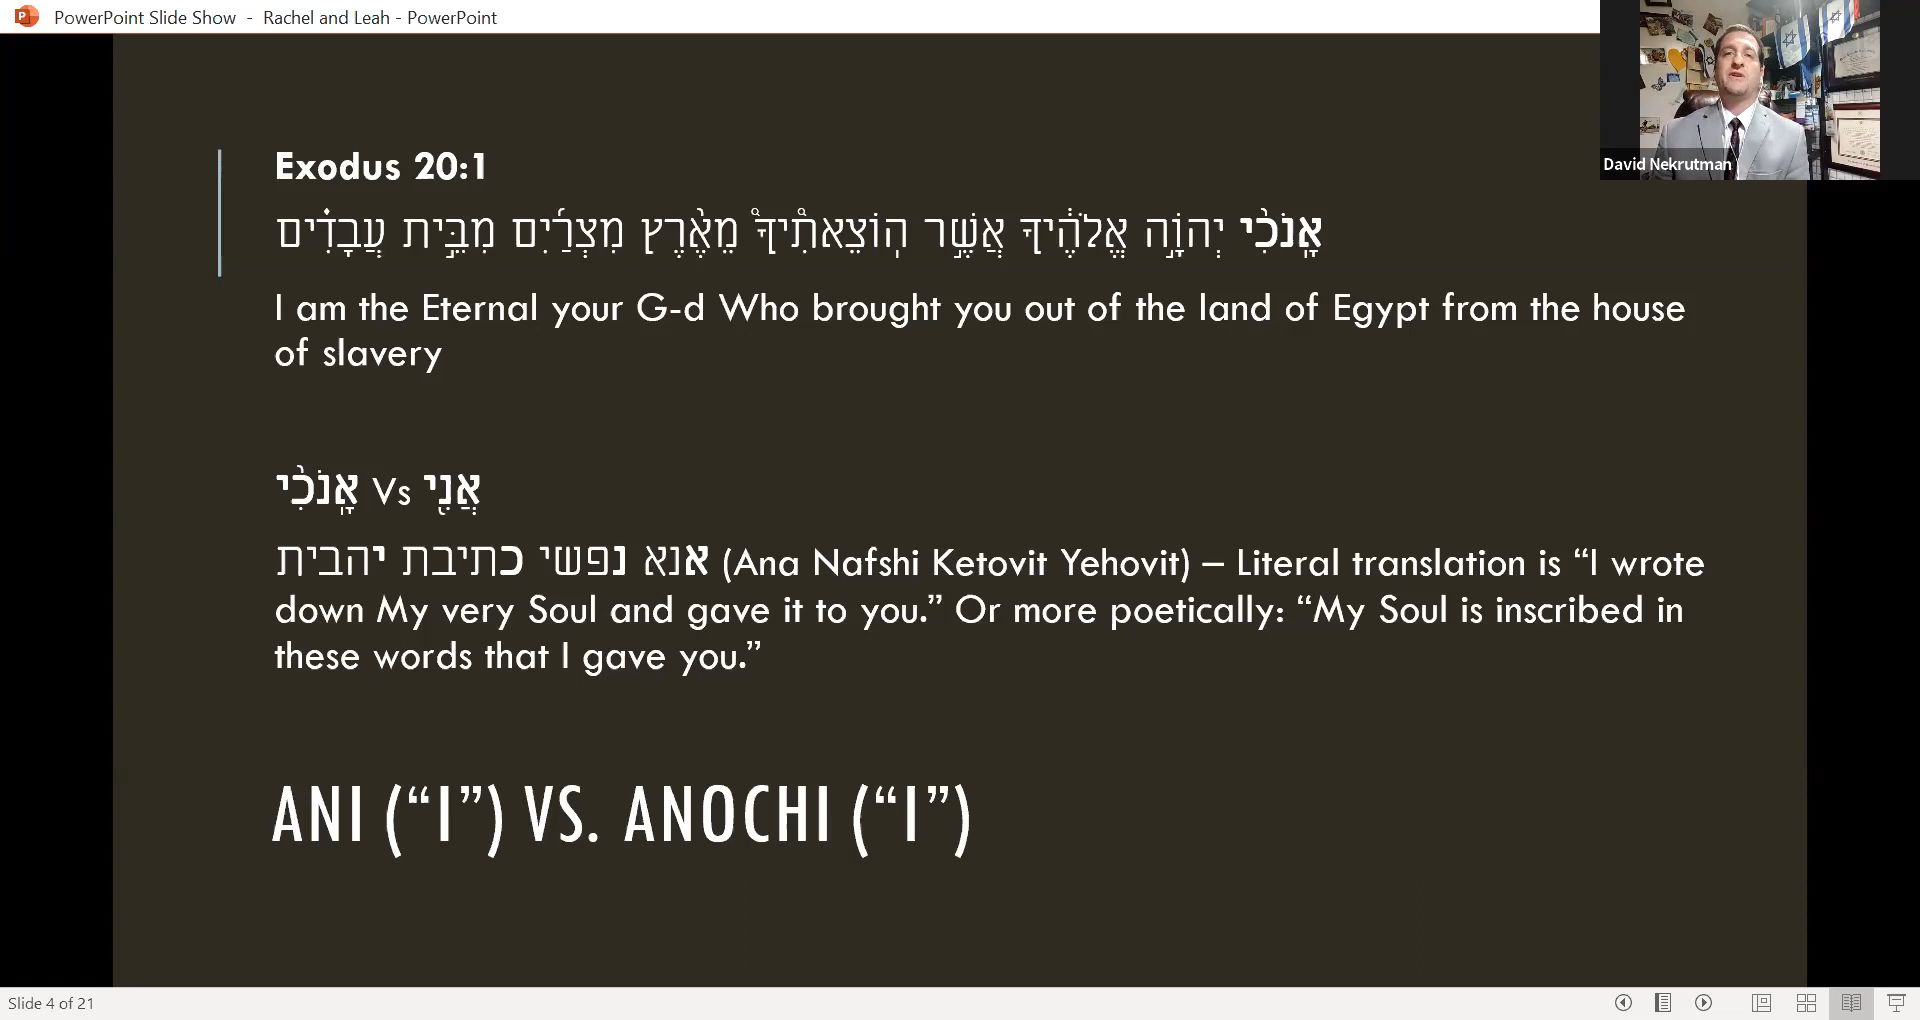 PowerPoint Slide Show - Rachel and Leah - PowerPoint
David Nekrutman
Exodus 20:1
אָֽנֹכִ֨י יְהוָ֣ה אֱלֹהֶ֔יךָ אֲשֶׁ֣ר הֽוֹצֵאתִ֩יךָ֩ מֵאֶ֨רֶץ מִצְרַ֜יִם מִבֵּ֣ית עֲבָדִ֗ים
I am the Eternal your G-d Who brought you out of the land of Egypt from the house
of slavery
אֲנִ֖י Vs אָֽנֹכִ֨י
אנא נפשי כתיבת יהבית (Ana Nafshi Ketovit Yehovit) – Literal translation is “I wrote
down My very Soul and gave it to you.” Or more poetically: “My Soul is inscribed in
these words that I gave you.”
ANI (“I”) VS. ANOCHI (“I”)
Slide 4 of 21